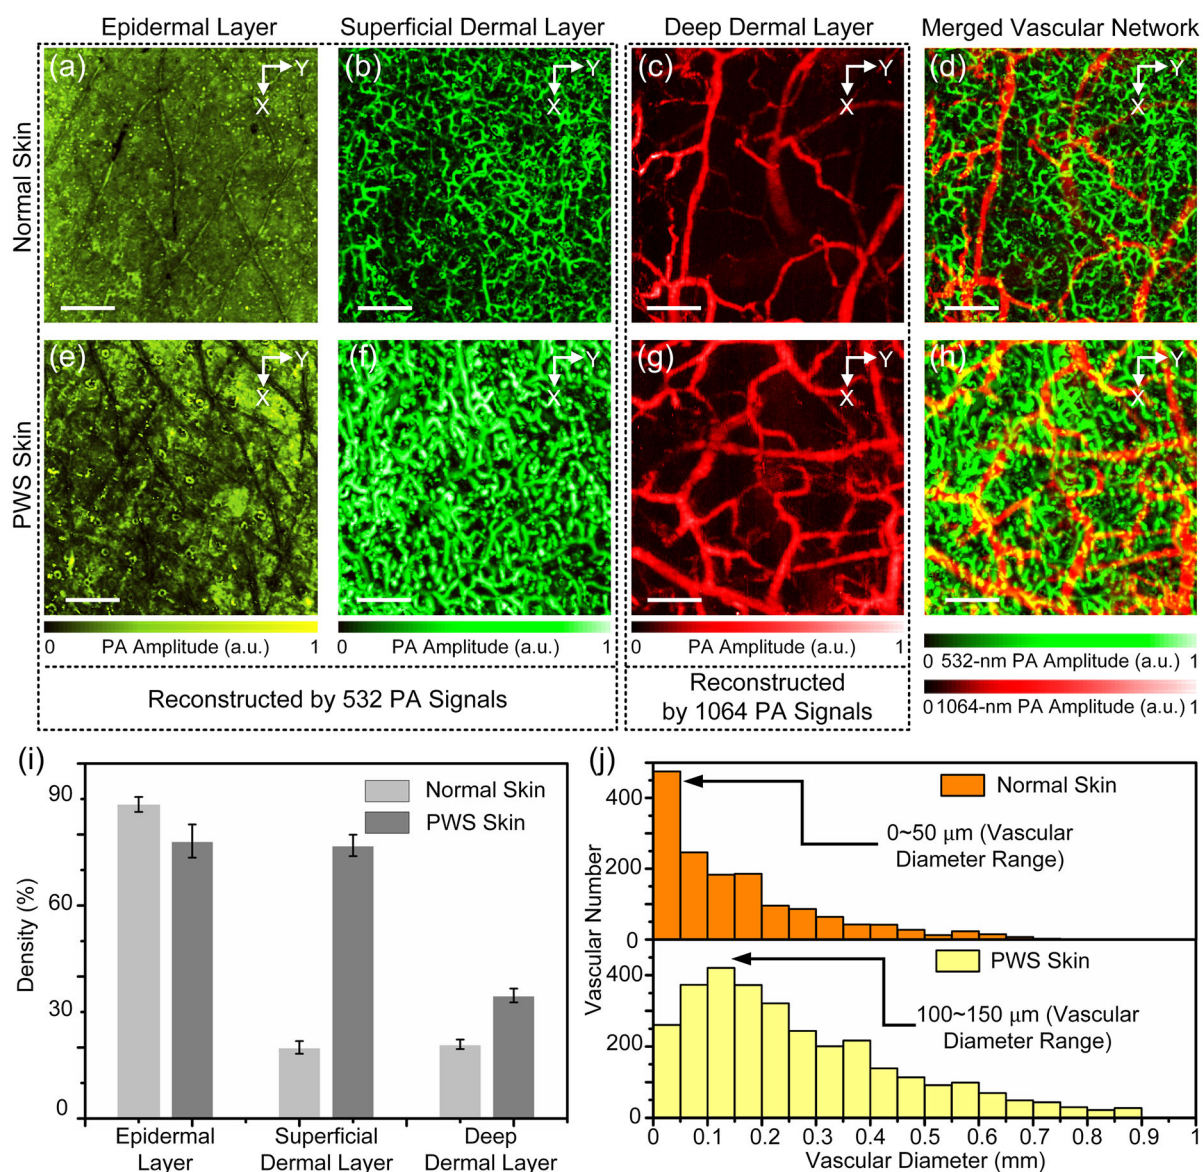 Epidermal Layer
Superficial Dermal Layer
Deep Dermal Layer
Merged Vascular Network
Normal Skin
(a)
Y
X
(b)
Y
X
(c)
Y
X
(d)
Y
X
PWS Skin
(e)
Y
X
(f)
Y
X
(g)
Y
X
(h)
Y
X
0 PA Amplitude (a.u.) 1
0 PA Amplitude (a.u.) 1
0 PA Amplitude (a.u.) 1
0 532-nm PA Amplitude (a.u.) 1
0 1064-nm PA Amplitude (a.u.) 1
Reconstructed by 532 PA Signals
Reconstructed
by 1064 PA Signals
(i)
Density (%)
90
60
30
0
Normal Skin
PWS Skin
Epidermal
Layer
Superficial
Dermal Layer
Deep
Dermal Layer
(j)
Vascular Number
400
200
0
Normal Skin
0~50 μm (Vascular
Diameter Range)
400
200
0
PWS Skin
100~150 μm (Vascular
Diameter Range)
0 0.1 0.2 0.3 0.4 0.5 0.6 0.7 0.8 0.9 1
Vascular Diameter (mm)